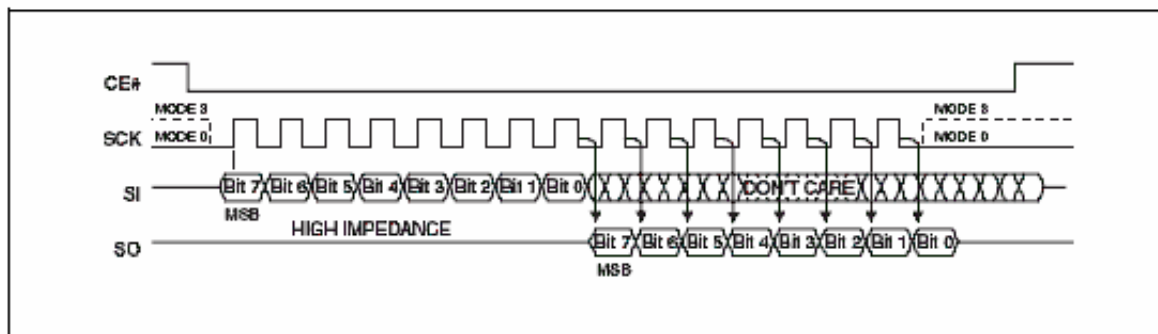 CE#
MODE 3
MODE 3
SCK
MODE 0
MODE 0
SI
Bit 7 Bit 6 Bit 5 Bit 4 Bit 3 Bit 2 Bit 1 Bit 0
DON'T CARE
MSB
HIGH IMPEDANCE
SO
Bit 7 Bit 6 Bit 5 Bit 4 Bit 3 Bit 2 Bit 1 Bit 0
MSB